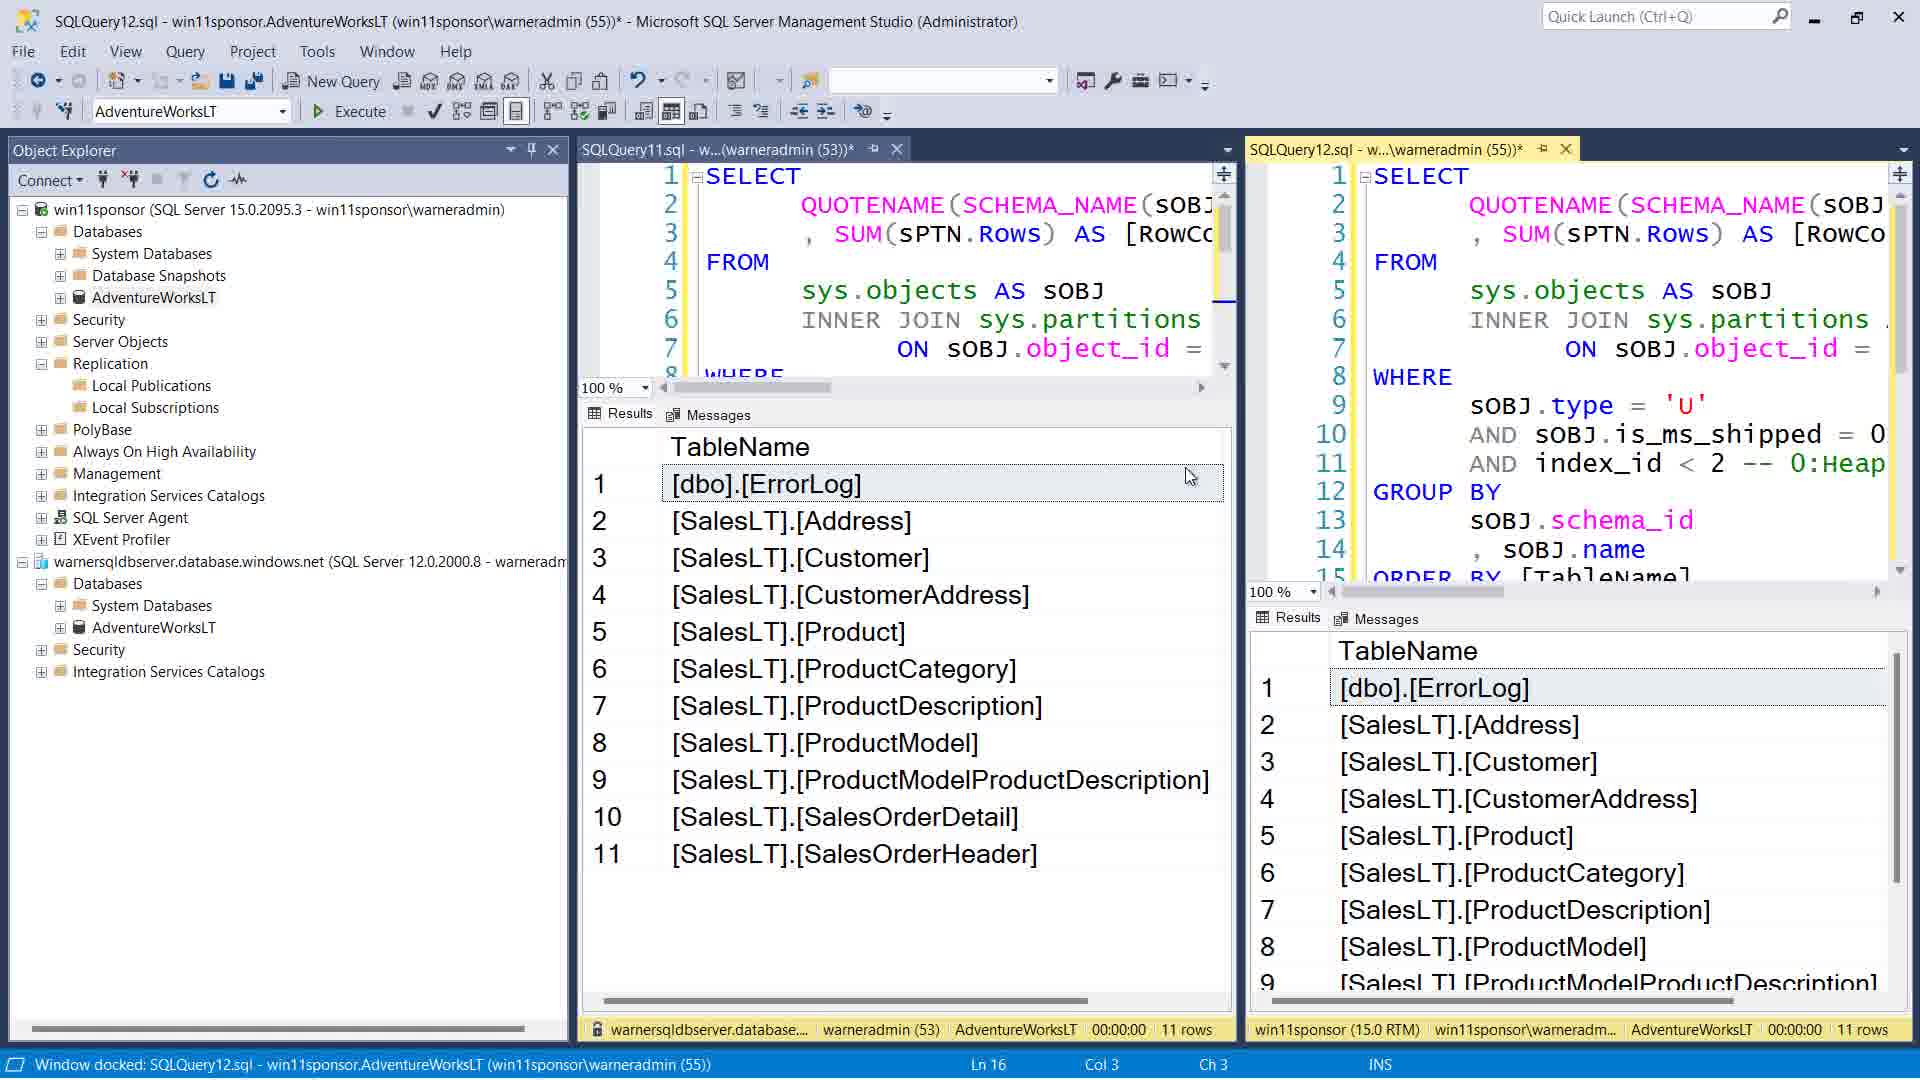 SQLQuery12.sql - win11sponsor.AdventureWorksLT (win11sponsor\warneradmin (55))* - Microsoft SQL Server Management Studio (Administrator)
Quick Launch (Ctrl+Q)
File Edit View Query Project Tools Window Help
New Query
AdventureWorksLT
Execute
Object Explorer
Connect
win11sponsor (SQL Server 15.0.2095.3 - win11sponsor\warneradmin)
Databases
System Databases
Database Snapshots
AdventureWorksLT
Security
Server Objects
Replication
Local Publications
Local Subscriptions
PolyBase
Always On High Availability
Management
Integration Services Catalogs
SQL Server Agent
XEvent Profiler
warnersqldbserver.database.windows.net (SQL Server 12.0.2000.8 - warneradm
Databases
System Databases
AdventureWorksLT
Security
Integration Services Catalogs
SQLQuery11.sql - w...(warneradmin (53))*
1 SELECT
2 QUOTENAME(SCHEMA_NAME(sOBJ
3 , SUM(sPTN.Rows) AS [RowCo
4 FROM
5 sys.objects AS sOBJ
6 INNER JOIN sys.partitions
7 ON sOBJ.object_id =
8 WHERE
100 %
Results Messages
TableName
1 [dbo].[ErrorLog]
2 [SalesLT].[Address]
3 [SalesLT].[Customer]
4 [SalesLT].[CustomerAddress]
5 [SalesLT].[Product]
6 [SalesLT].[ProductCategory]
7 [SalesLT].[ProductDescription]
8 [SalesLT].[ProductModel]
9 [SalesLT].[ProductModelProductDescription]
10 [SalesLT].[SalesOrderDetail]
11 [SalesLT].[SalesOrderHeader]
warnersqldbserver.database.... warneradmin (53) AdventureWorksLT 00:00:00 11 rows
SQLQuery12.sql - w...\warneradmin (55))*
1 SELECT
2 QUOTENAME(SCHEMA_NAME(sOBJ
3 , SUM(sPTN.Rows) AS [RowCo
4 FROM
5 sys.objects AS sOBJ
6 INNER JOIN sys.partitions
7 ON sOBJ.object_id =
8 WHERE
9 sOBJ.type = 'U'
10 AND sOBJ.is_ms_shipped = 0
11 AND index_id < 2 -- 0:Heap
12 GROUP BY
13 sOBJ.schema_id
14 , sOBJ.name
15 ORDER BY [TableName]
100 %
Results Messages
TableName
1 [dbo].[ErrorLog]
2 [SalesLT].[Address]
3 [SalesLT].[Customer]
4 [SalesLT].[CustomerAddress]
5 [SalesLT].[Product]
6 [SalesLT].[ProductCategory]
7 [SalesLT].[ProductDescription]
8 [SalesLT].[ProductModel]
9 [SalesLT].[ProductModelProductDescription]
win11sponsor (15.0 RTM) win11sponsor\warneradm... AdventureWorksLT 00:00:00 11 rows
Window docked: SQLQuery12.sql - win11sponsor.AdventureWorksLT (win11sponsor\warneradmin (55)) Ln 16 Col 3 Ch 3 INS